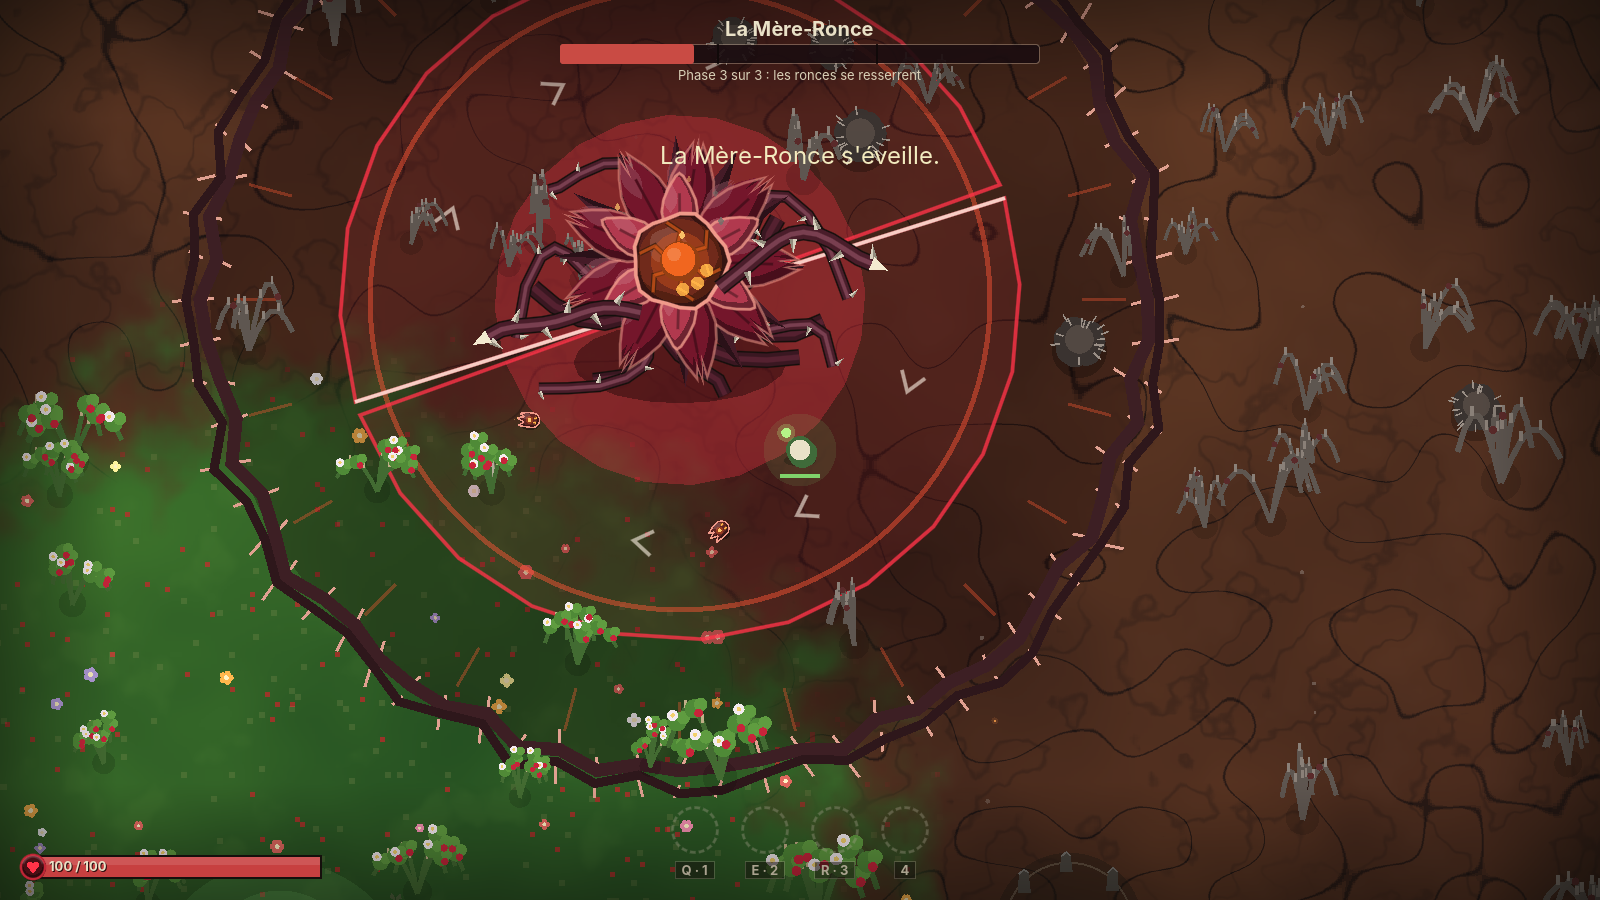 La Mère-Ronce
Phase 3 sur 3 : les ronces se resserrent
La Mère-Ronce s'éveille.
100 / 100
Q · 1
E · 2
R · 3
4